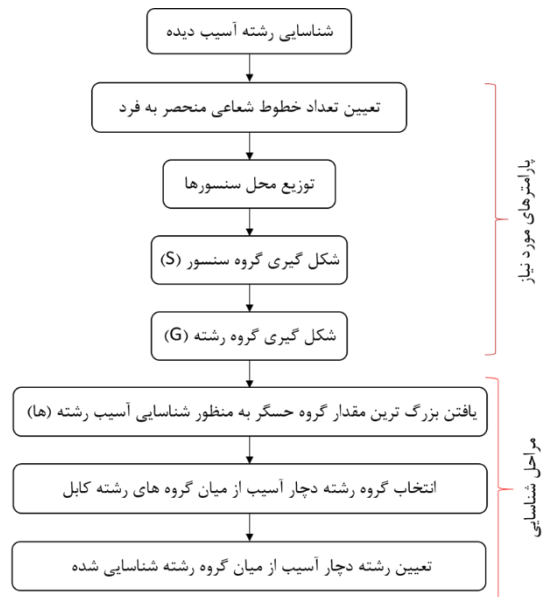 شناسایی رشته آسیب دیده
تعیین تعداد خطوط شعاعی منحصر به فرد
توزیع محل سنسورها
شکل گیری گروه سنسور (S)
شکل گیری گروه رشته (G)
پارامترهای مورد نیاز
یافتن بزرگ ترین مقدار گروه حسگر به منظور شناسایی آسیب رشته (ها)
انتخاب گروه رشته دچار آسیب از میان گروه های رشته کابل
تعیین رشته دچار آسیب از میان گروه رشته شناسایی شده
مراحل شناسایی